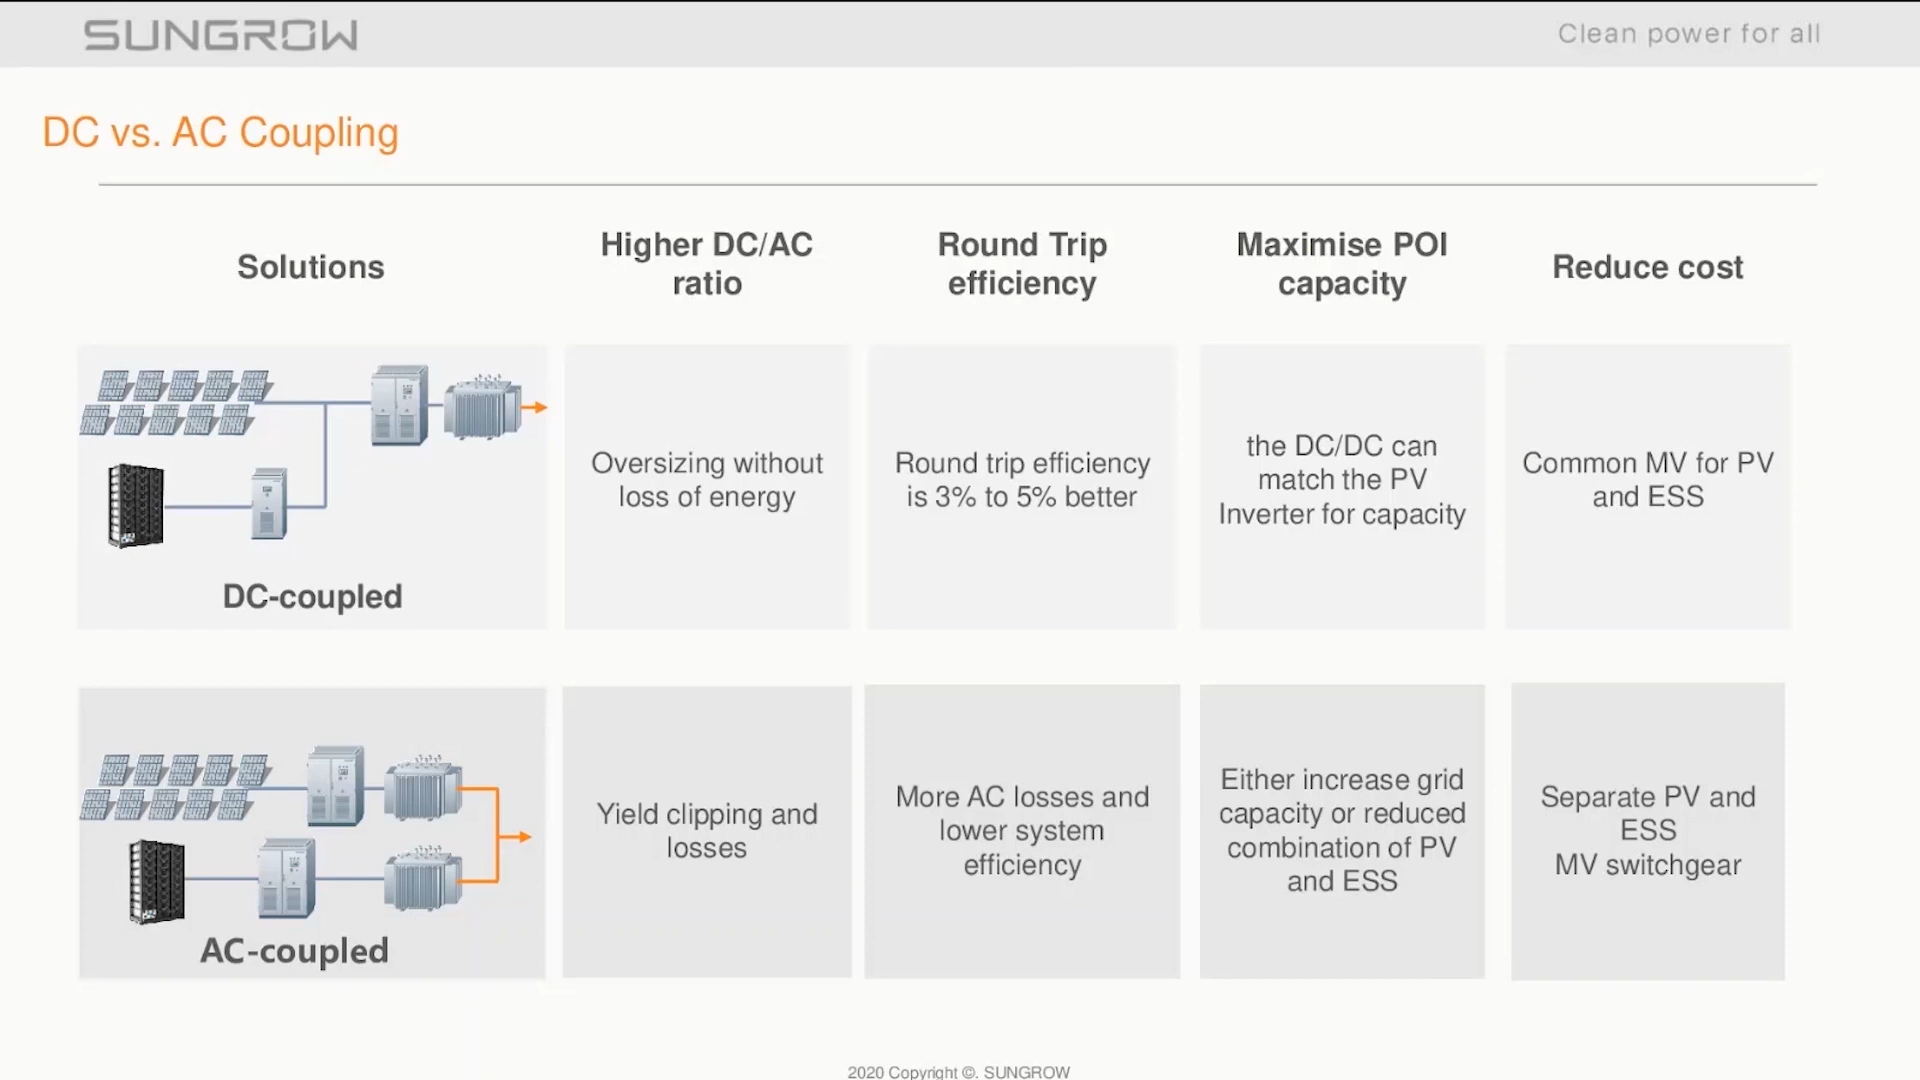 SUNGROW
Clean power for all
DC vs. AC Coupling
Solutions
Higher DC/AC
ratio
Round Trip
efficiency
Maximise POI
capacity
Reduce cost
DC-coupled
Oversizing without
loss of energy
Round trip efficiency
is 3% to 5% better
the DC/DC can
match the PV
Inverter for capacity
Common MV for PV
and ESS
AC-coupled
Yield clipping and
losses
More AC losses and
lower system
efficiency
Either increase grid
capacity or reduced
combination of PV
and ESS
Separate PV and
ESS
MV switchgear
2020 Copyright ©. SUNGROW